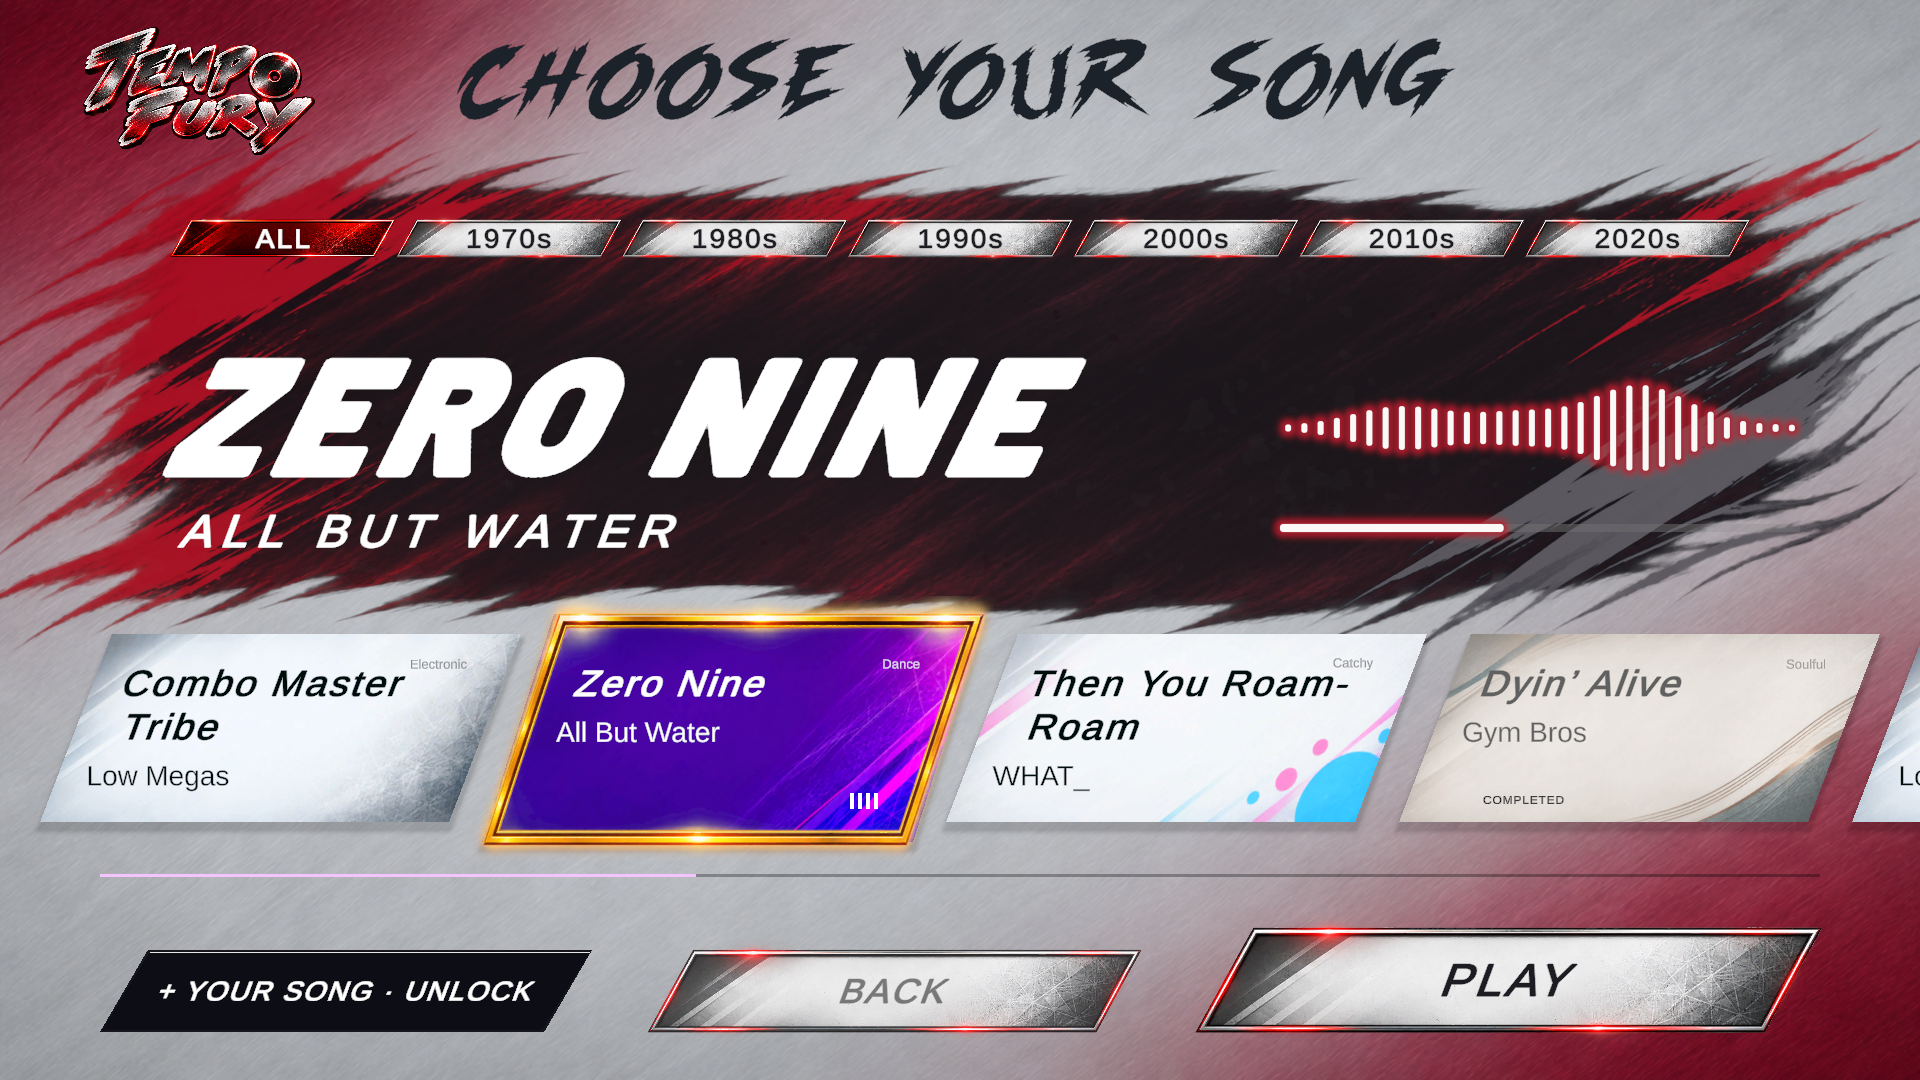 TEMPO
FURY
CHOOSE YOUR SONG
ALL
1970s
1980s
1990s
2000s
2010s
2020s
ZERO NINE
ALL BUT WATER
Electronic
Combo Master
Tribe
Low Megas
Dance
Zero Nine
All But Water
Catchy
Then You Roam-
Roam
WHAT_
Soulful
Dyin’ Alive
Gym Bros
COMPLETED
+ YOUR SONG · UNLOCK
BACK
PLAY